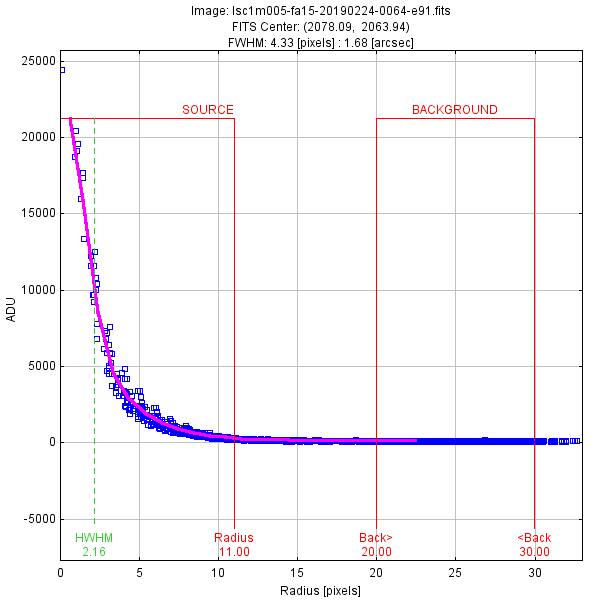 Image: lsc1m005-fa15-20190224-0064-e91.fits
FITS Center: (2078.09, 2063.94)
FWHM: 4.33 [pixels] : 1.68 [arcsec]
25000
SOURCE
BACKGROUND
20000
15000
10000
ADU
5000
0
-5000
HWHM
2.16
Radius
11.00
Back>
20.00
<Back
30.00
0
5
10
15
20
25
30
Radius [pixels]